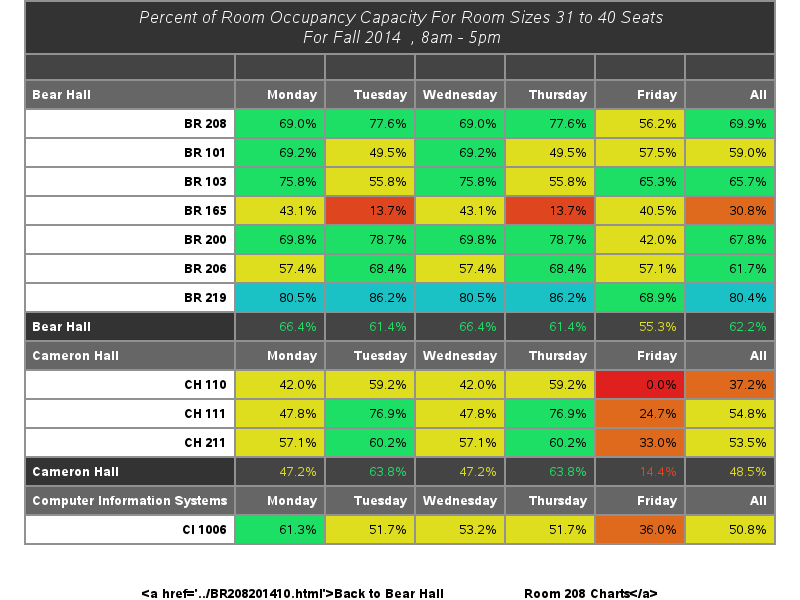 Percent of Room Occupancy Capacity For Room Sizes 31 to 40 Seats
For Fall 2014 , 8am - 5pm
Bear Hall Monday Tuesday Wednesday Thursday Friday All
BR 208 69.0% 77.6% 69.0% 77.6% 56.2% 69.9%
BR 101 69.2% 49.5% 69.2% 49.5% 57.5% 59.0%
BR 103 75.8% 55.8% 75.8% 55.8% 65.3% 65.7%
BR 165 43.1% 13.7% 43.1% 13.7% 40.5% 30.8%
BR 200 69.8% 78.7% 69.8% 78.7% 42.0% 67.8%
BR 206 57.4% 68.4% 57.4% 68.4% 57.1% 61.7%
BR 219 80.5% 86.2% 80.5% 86.2% 68.9% 80.4%
Bear Hall 66.4% 61.4% 66.4% 61.4% 55.3% 62.2%
Cameron Hall Monday Tuesday Wednesday Thursday Friday All
CH 110 42.0% 59.2% 42.0% 59.2% 0.0% 37.2%
CH 111 47.8% 76.9% 47.8% 76.9% 24.7% 54.8%
CH 211 57.1% 60.2% 57.1% 60.2% 33.0% 53.5%
Cameron Hall 47.2% 63.8% 47.2% 63.8% 14.4% 48.5%
Computer Information Systems Monday Tuesday Wednesday Thursday Friday All
CI 1006 61.3% 51.7% 53.2% 51.7% 36.0% 50.8%
<a href='../BR208201410.html'>Back to Bear Hall Room 208 Charts</a>